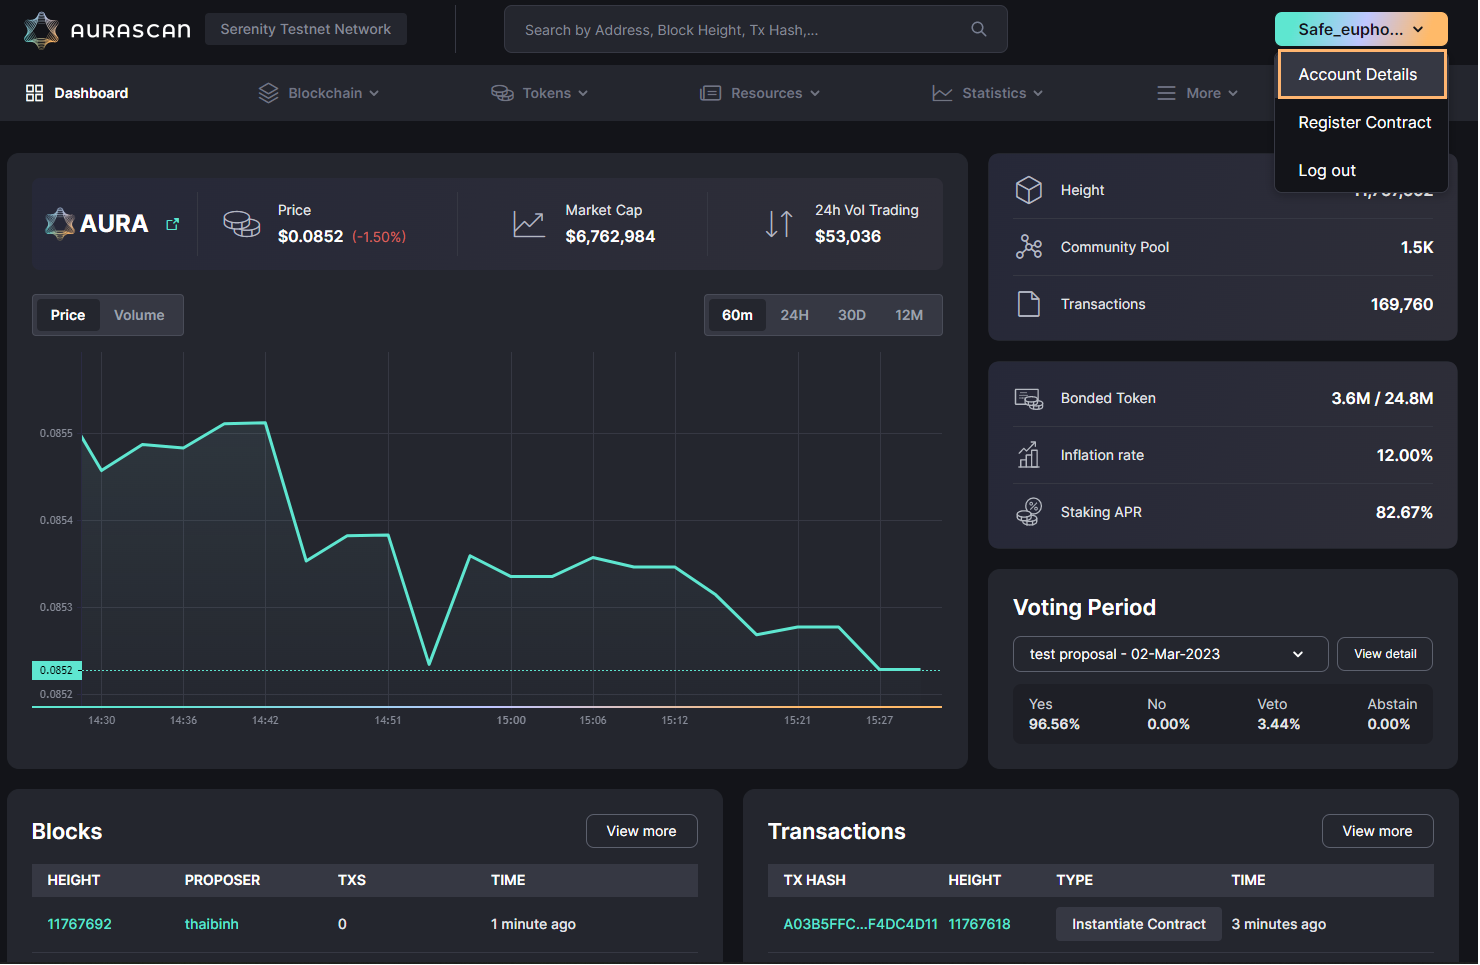 AURASCAN
Serenity Testnet Network
Search by Address, Block Height, Tx Hash,...
Safe_eupho...
Account Details
Register Contract
Log out
Dashboard
Blockchain
Tokens
Resources
Statistics
More
AURA
Price
$0.0852 (-1.50%)
Market Cap
$6,762,984
24h Vol Trading
$53,036
Price
Volume
60m
24H
30D
12M
0.0855
0.0854
0.0853
0.0852
0.0852
14:30
14:36
14:42
14:51
15:00
15:06
15:12
15:21
15:27
Height
Community Pool
1.5K
Transactions
169,760
Bonded Token
3.6M / 24.8M
Inflation rate
12.00%
Staking APR
82.67%
Voting Period
test proposal - 02-Mar-2023
View detail
Yes
No
Veto
Abstain
96.56%
0.00%
3.44%
0.00%
Blocks
View more
HEIGHT
PROPOSER
TXS
TIME
11767692
thaibinh
0
1 minute ago
Transactions
View more
TX HASH
HEIGHT
TYPE
TIME
A03B5FFC...F4DC4D11
11767618
Instantiate Contract
3 minutes ago